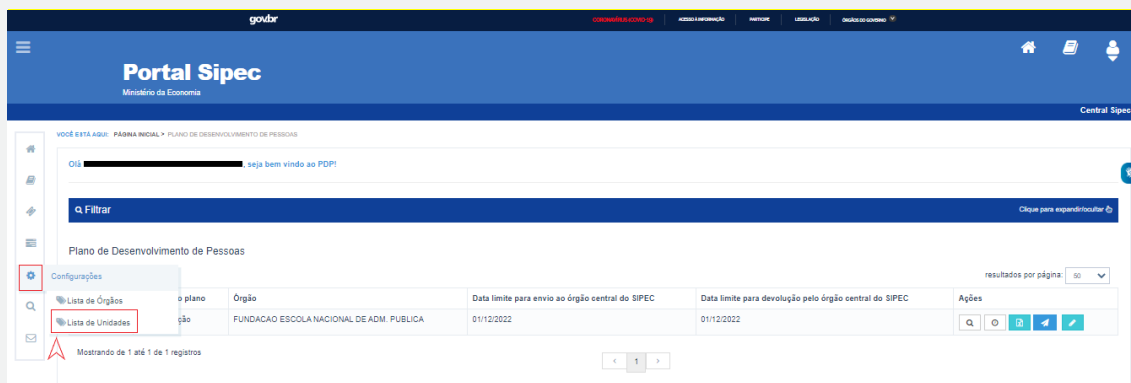 govbr
CORONAVÍRUS (COVID-19) ACESSO À INFORMAÇÃO PARTICIPE LEGISLAÇÃO ÓRGÃOS DO GOVERNO
Portal Sipec
Ministério da Economia
Central Sipec
VOCÊ ESTÁ AQUI: PÁGINA INICIAL > PLANO DE DESENVOLVIMENTO DE PESSOAS
Olá , seja bem vindo ao PDP!
Filtrar Clique para expandir/ocultar
Plano de Desenvolvimento de Pessoas
Configurações
resultados por página: 50
Lista de Órgãos
Lista de Unidades
o plano Órgão Data limite para envio ao órgão central do SIPEC Data limite para devolução pelo órgão central do SIPEC Ações
ção FUNDACAO ESCOLA NACIONAL DE ADM. PUBLICA 01/12/2022 01/12/2022
Mostrando de 1 até 1 de 1 registros
< 1 >